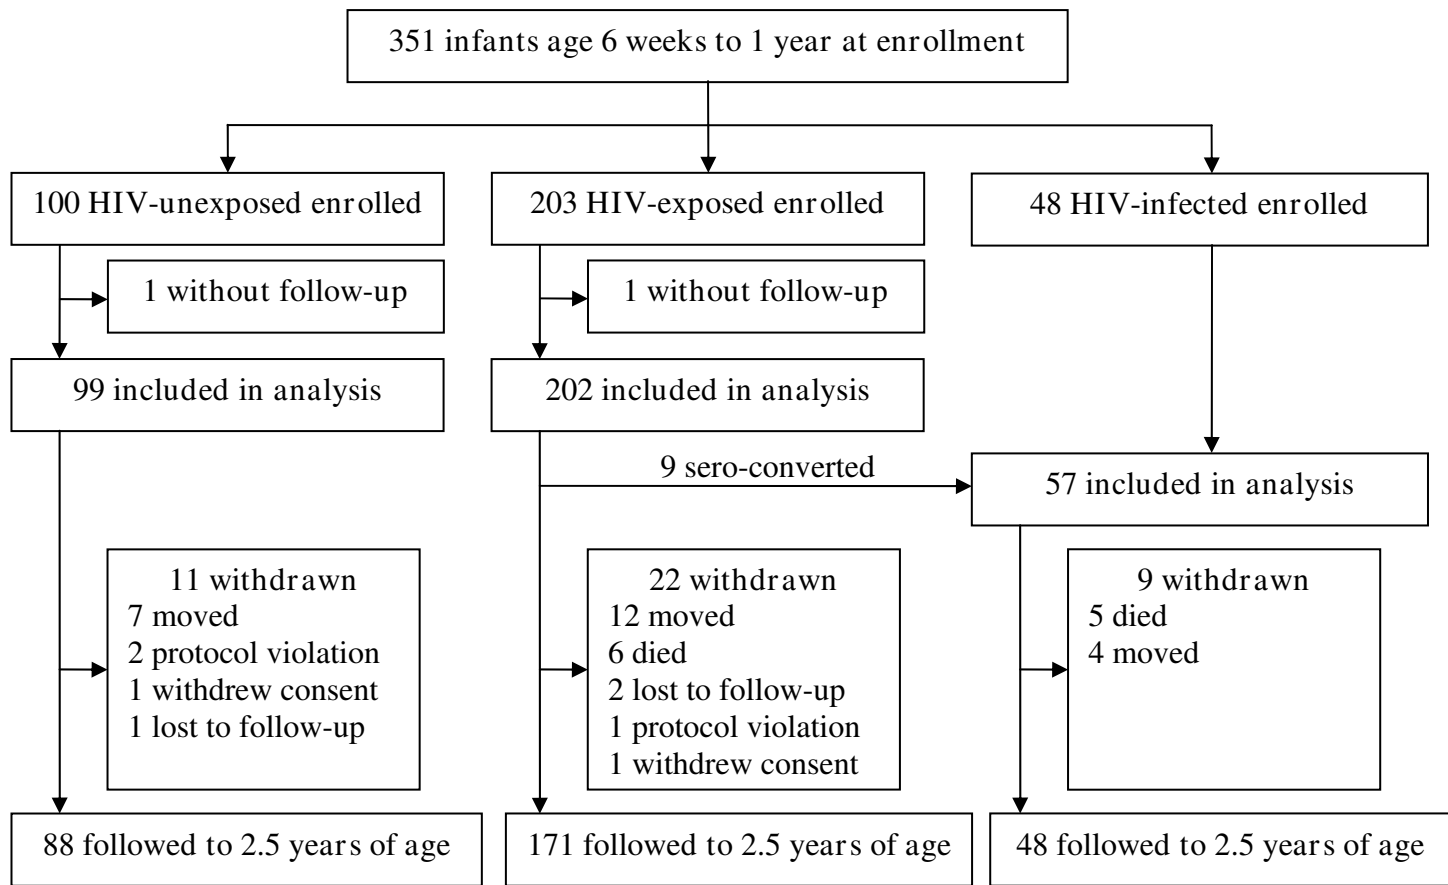 351 infants age 6 weeks to 1 year at enrollment
100 HIV-unexposed enrolled
203 HIV-exposed enrolled
48 HIV-infected enrolled
1 without follow-up
1 without follow-up
99 included in analysis
202 included in analysis
9 sero-converted
57 included in analysis
11 withdrawn
7 moved
2 protocol violation
1 withdrew consent
1 lost to follow-up
22 withdrawn
12 moved
6 died
2 lost to follow-up
1 protocol violation
1 withdrew consent
9 withdrawn
5 died
4 moved
88 followed to 2.5 years of age
171 followed to 2.5 years of age
48 followed to 2.5 years of age